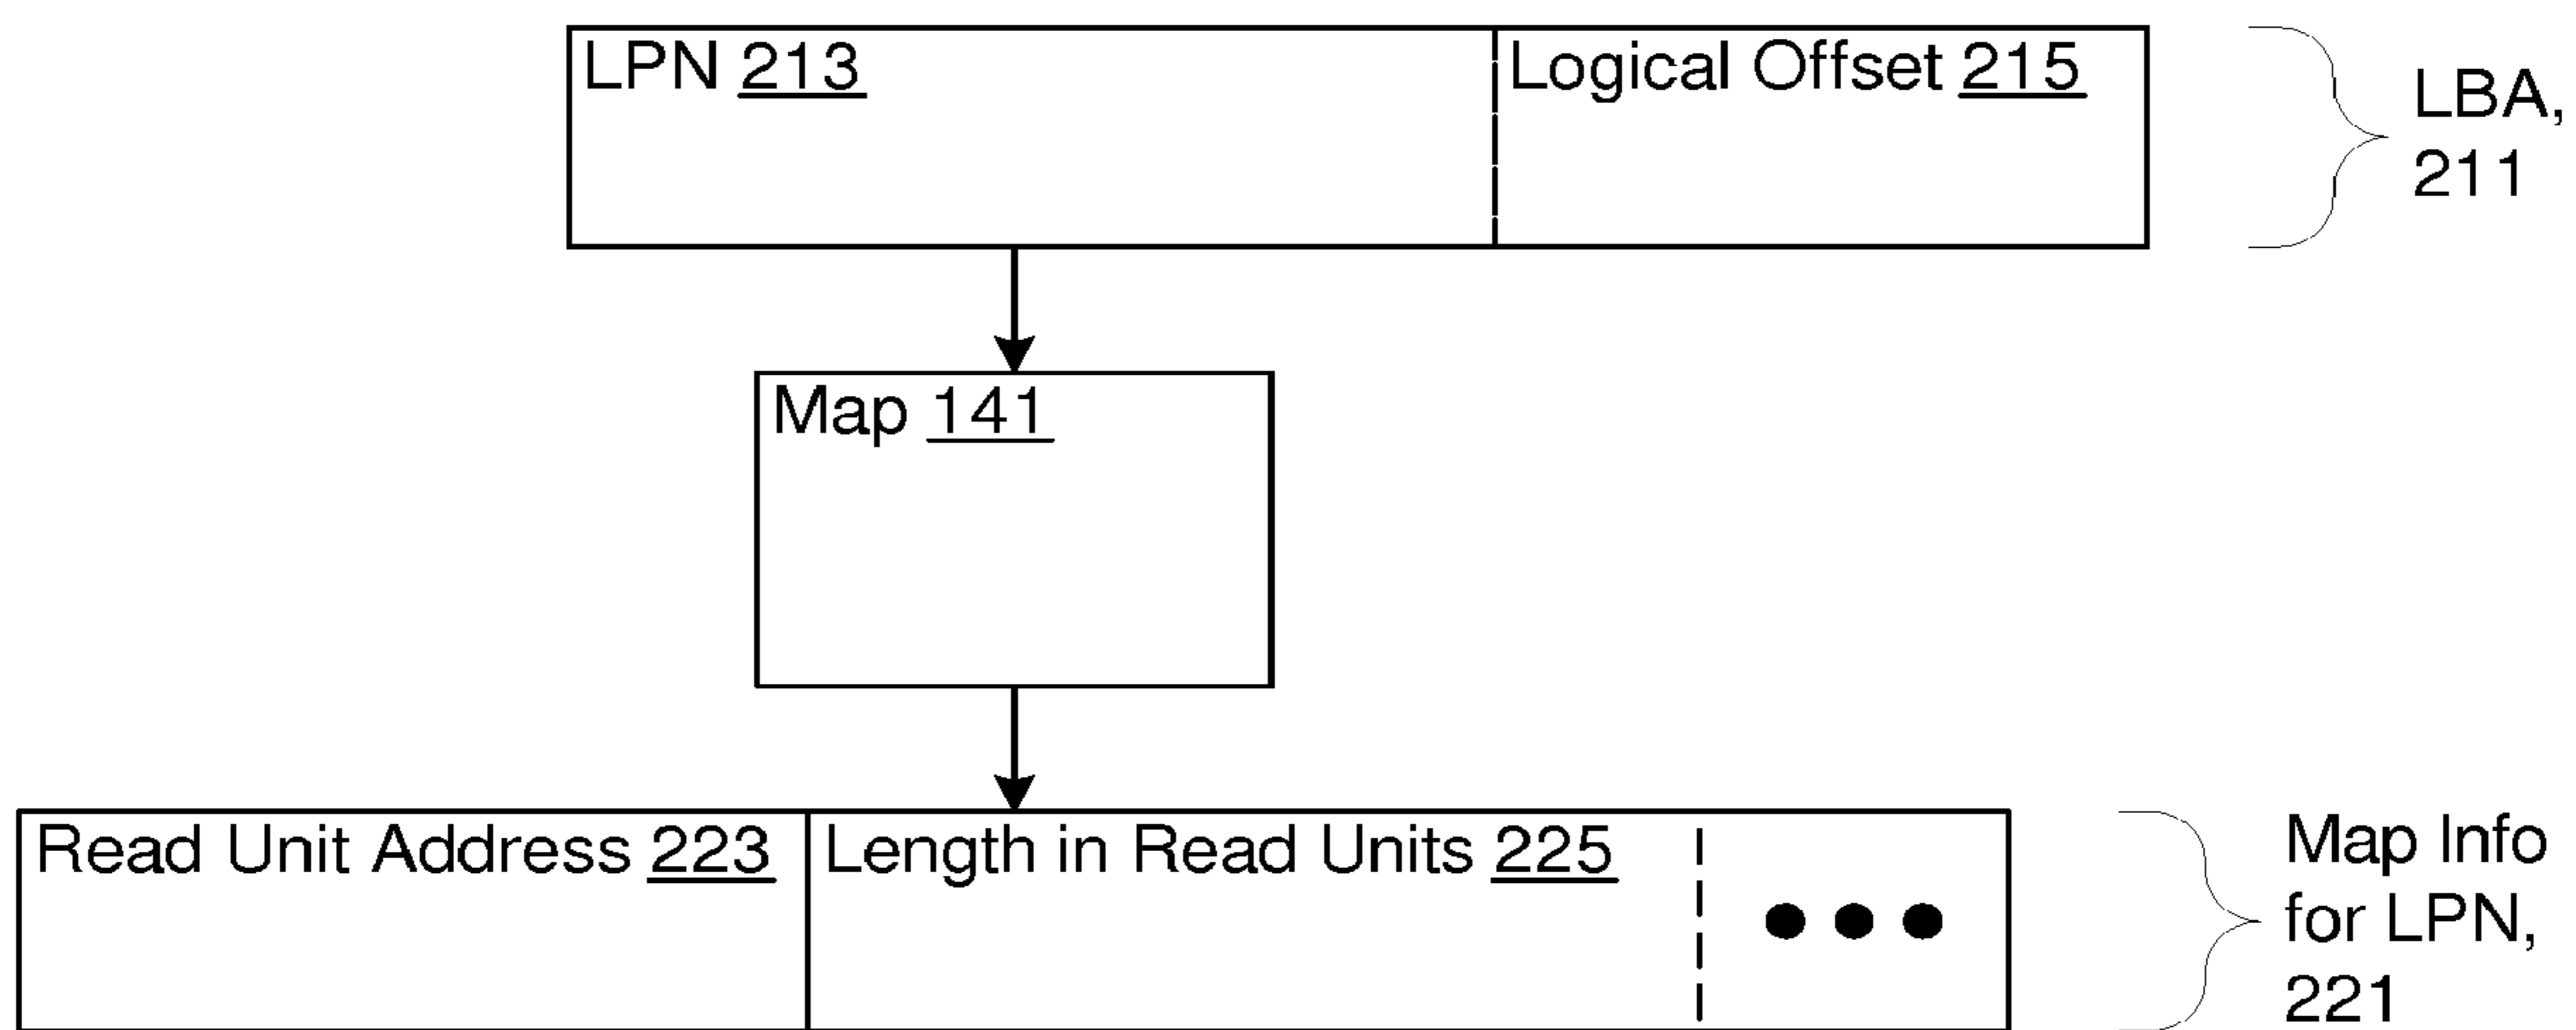 LPN 213
Logical Offset 215
LBA,
211
Map 141
Read Unit Address 223
Length in Read Units 225
Map Info
for LPN,
221